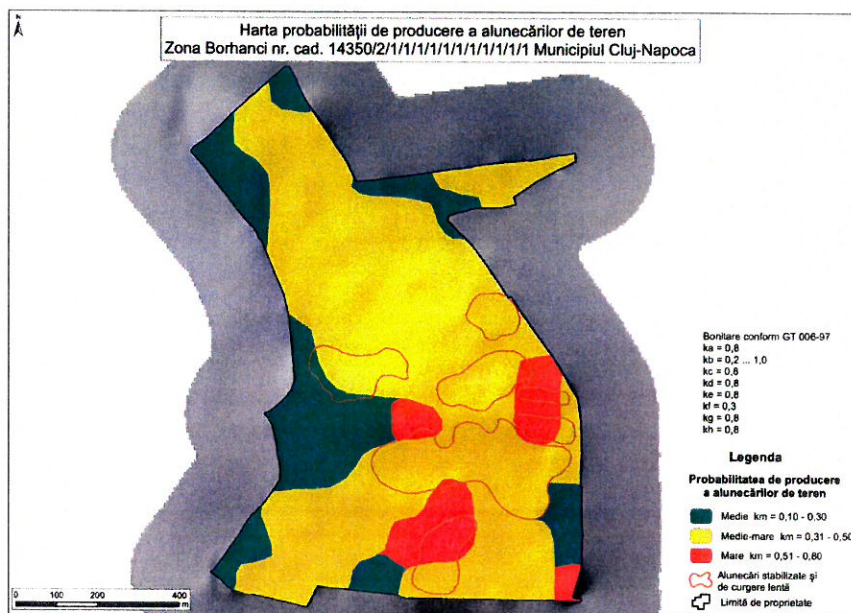 N
Harta probabilității de producere a alunecărilor de teren
Zona Borhanci nr. cad. 14350/2/1/1/1/1/1/1/1/1/1/1/1/1 Municipiul Cluj-Napoca
Bonitare conform GT 006-97
ka = 0,8
kb = 0,2 ... 1,0
kc = 0,6
kd = 0,8
ke = 0,8
kf = 0,3
kg = 0,8
kh = 0,8
Legenda
Probabilitatea de producere
a alunecărilor de teren
Medie km = 0,10 - 0,30
Medie-mare km = 0,31 - 0,50
Mare km = 0,51 - 0,80
Alunecări stabilizate și
de curgere lentă
Limită de proprietate
0 100 200 400
m